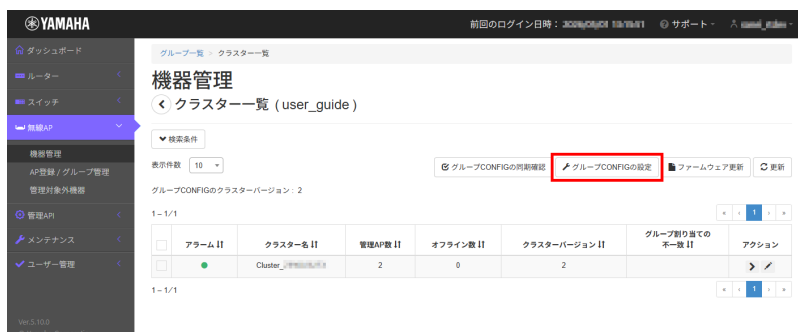 YAMAHA
前回のログイン日時：
サポート
ダッシュボード
ルーター
スイッチ
無線AP
機器管理
AP登録 / グループ管理
管理対象外機器
管理API
メンテナンス
ユーザー管理
Ver.5.10.0
グループ一覧 > クラスター一覧
機器管理
クラスター一覧 ( user_guide )
検索条件
表示件数 10
グループCONFIGの同期確認 グループCONFIGの設定 ファームウェア更新 更新
グループCONFIGのクラスターバージョン : 2
1 – 1 / 1
« ‹ 1 › »
アラーム クラスター名 管理AP数 オフライン数 クラスターバージョン グループ割り当ての不一致 アクション
Cluster_ 2 0 2
1 – 1 / 1
« ‹ 1 › »